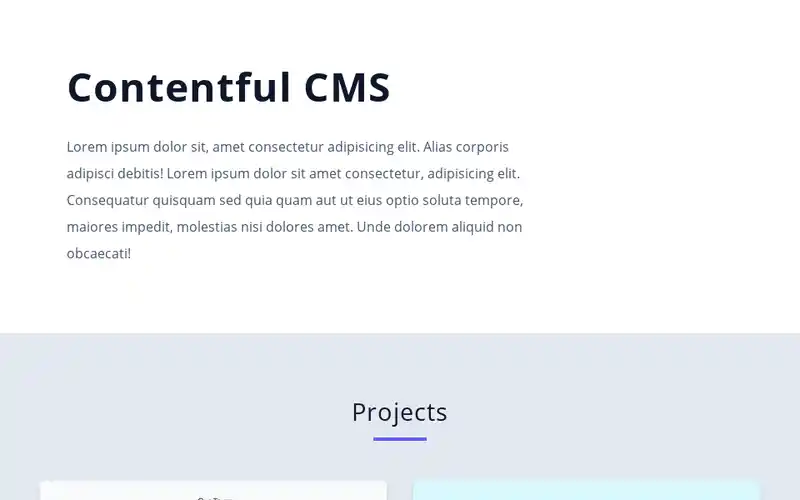 Contentful CMS
Lorem ipsum dolor sit, amet consectetur adipisicing elit. Alias corporis
adipisci debitis! Lorem ipsum dolor sit amet consectetur, adipisicing elit.
Consequatur quisquam sed quia quam aut ut eius optio soluta tempore,
maiores impedit, molestias nisi dolores amet. Unde dolorem aliquid non
obcaecati!
Projects